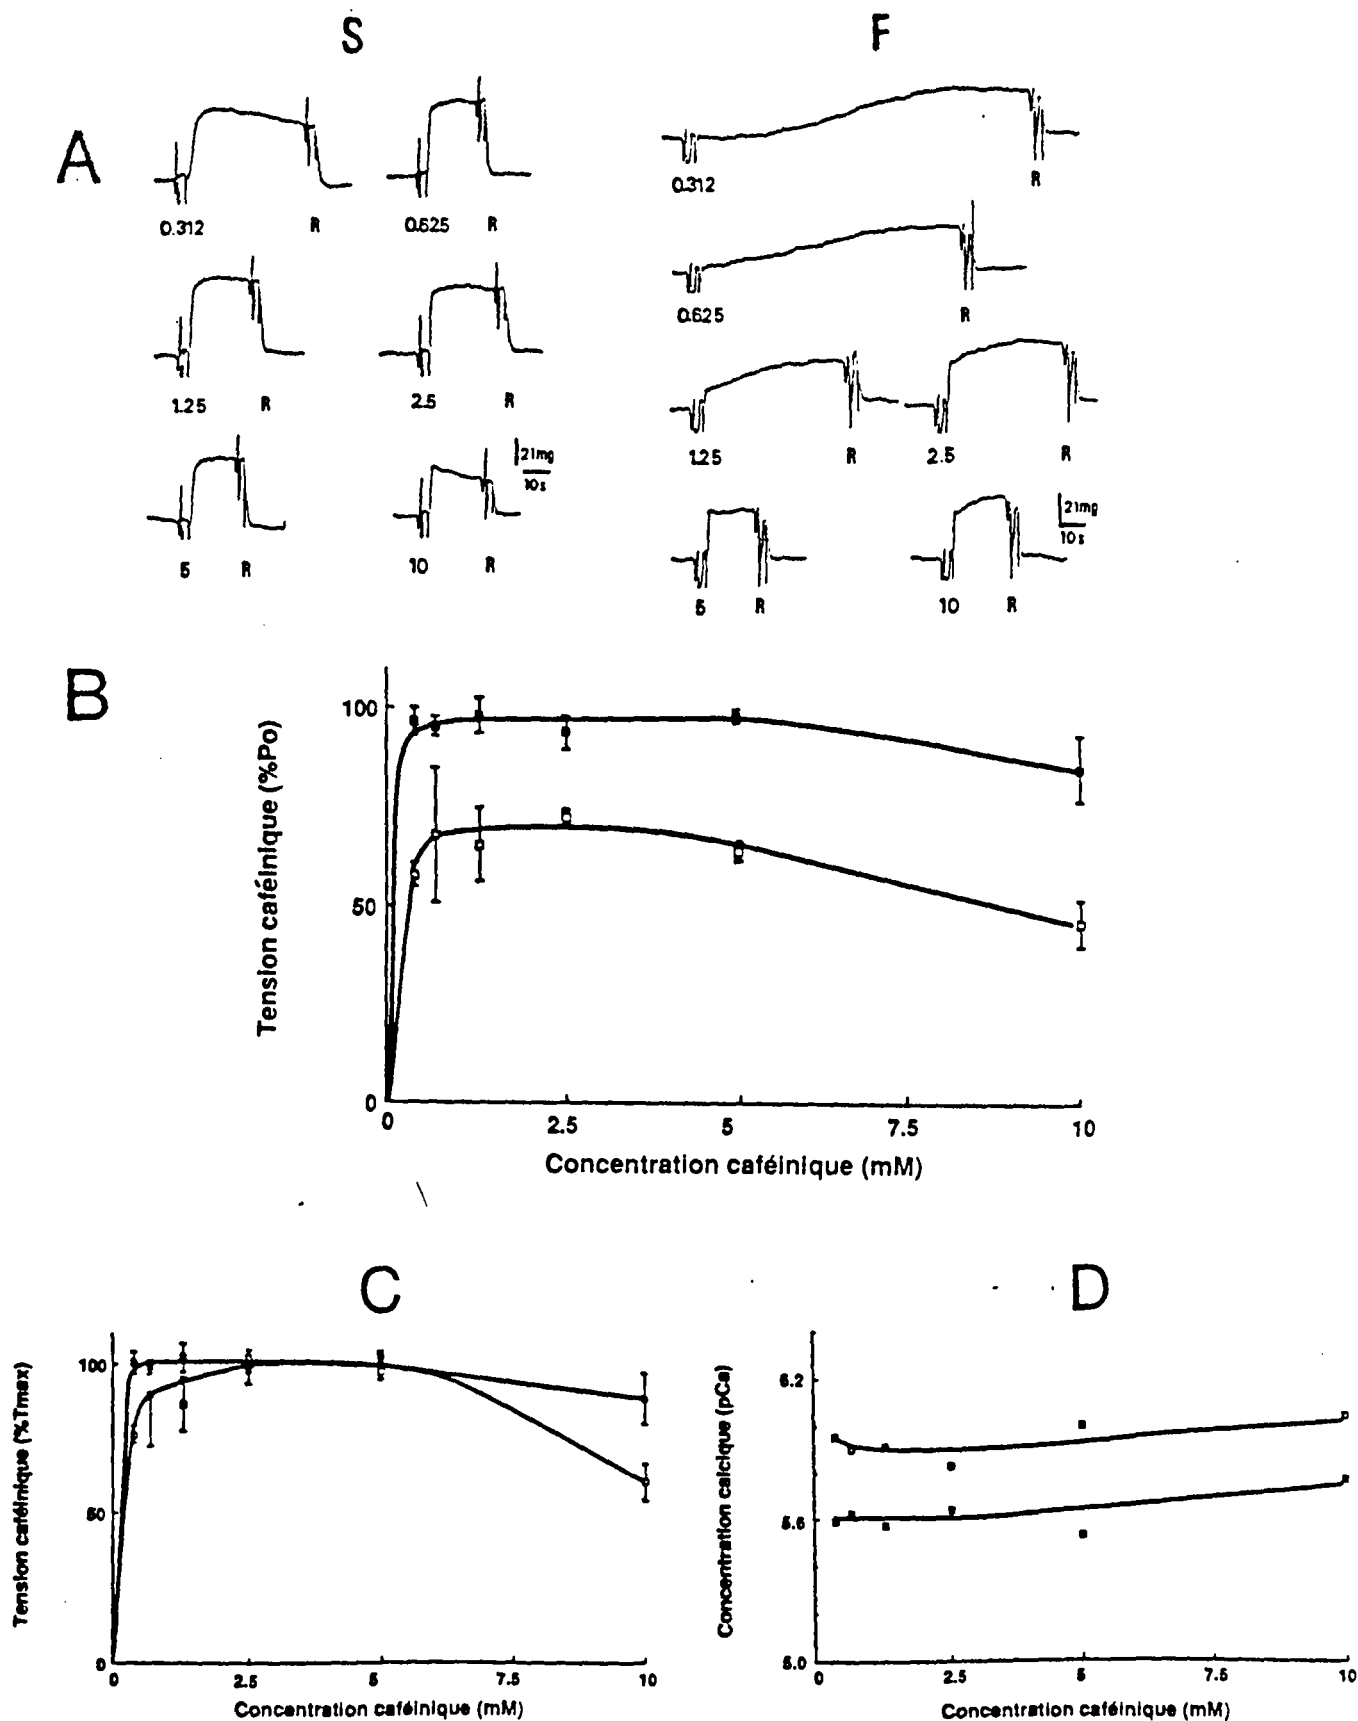 S F
A
0.312 R 0.625 R
0.312 R
0.625 R
1.25 R 2.5 R
1.25 R 2.5 R
21mg
10s
5 R 10 R
21mg
10s
5 R 10 R
B
Tension caféinique (%Po)
100
50
0
0 2.5 5 7.5 10
Concentration caféinique (mM)
C
Tension caféinique (%Tmax)
100
50
0
0 2.5 5 7.5 10
Concentration caféinique (mM)
D
Concentration calcique (pCa)
6.2
5.6
5.0
0 2.5 5 7.5 10
Concentration caféinique (mM)